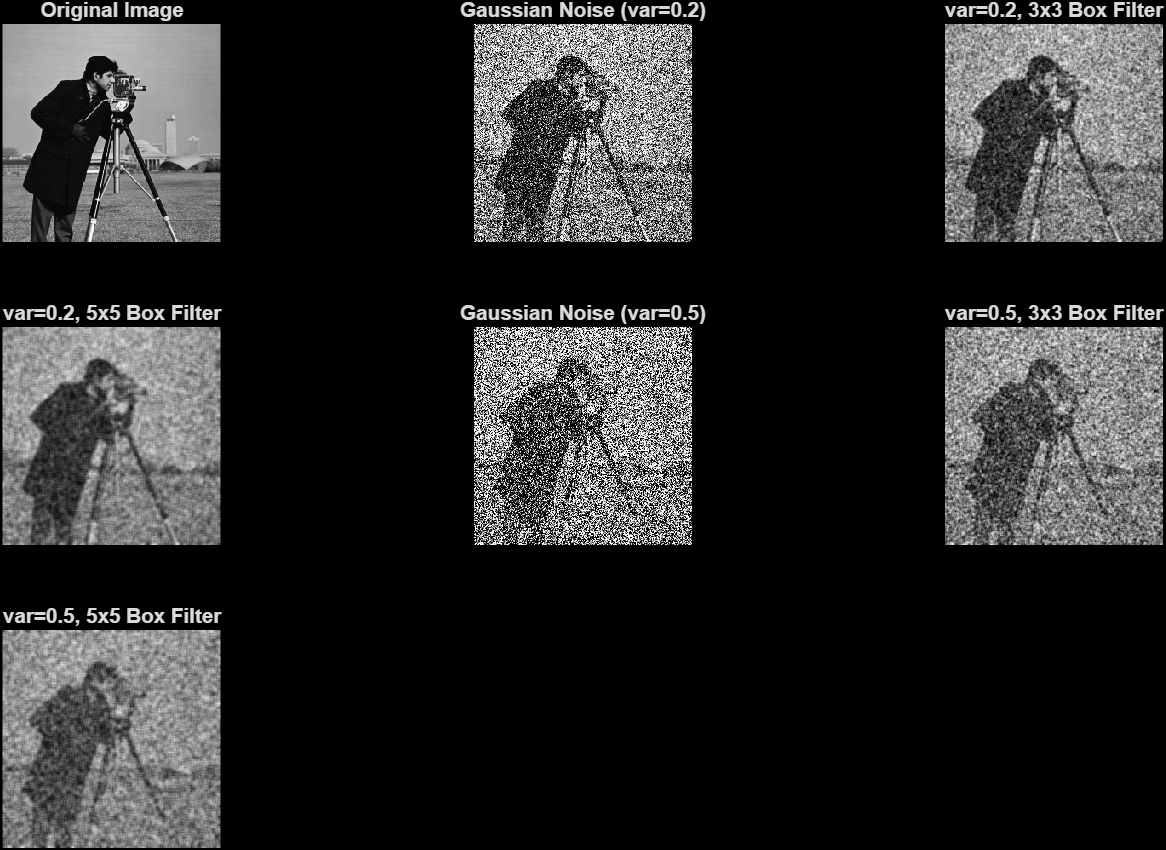 Original Image
Gaussian Noise (var=0.2)
var=0.2, 3x3 Box Filter
var=0.2, 5x5 Box Filter
Gaussian Noise (var=0.5)
var=0.5, 3x3 Box Filter
var=0.5, 5x5 Box Filter